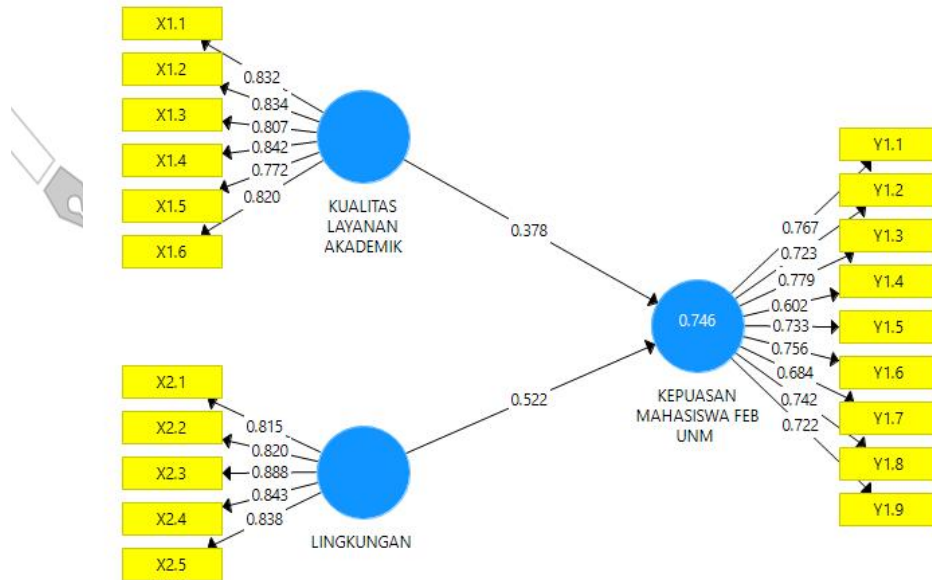 X1.1
X1.2
X1.3
X1.4
X1.5
X1.6
0.832
0.834
0.807
0.842
0.772
0.820
KUALITAS
LAYANAN
AKADEMIK
0.378
X2.1
X2.2
X2.3
X2.4
X2.5
0.815
0.820
0.888
0.843
0.838
LINGKUNGAN
0.522
0.746
KEPUASAN
MAHASISWA FEB
UNM
0.767
0.723
0.779
0.602
0.733
0.756
0.684
0.742
0.722
Y1.1
Y1.2
Y1.3
Y1.4
Y1.5
Y1.6
Y1.7
Y1.8
Y1.9